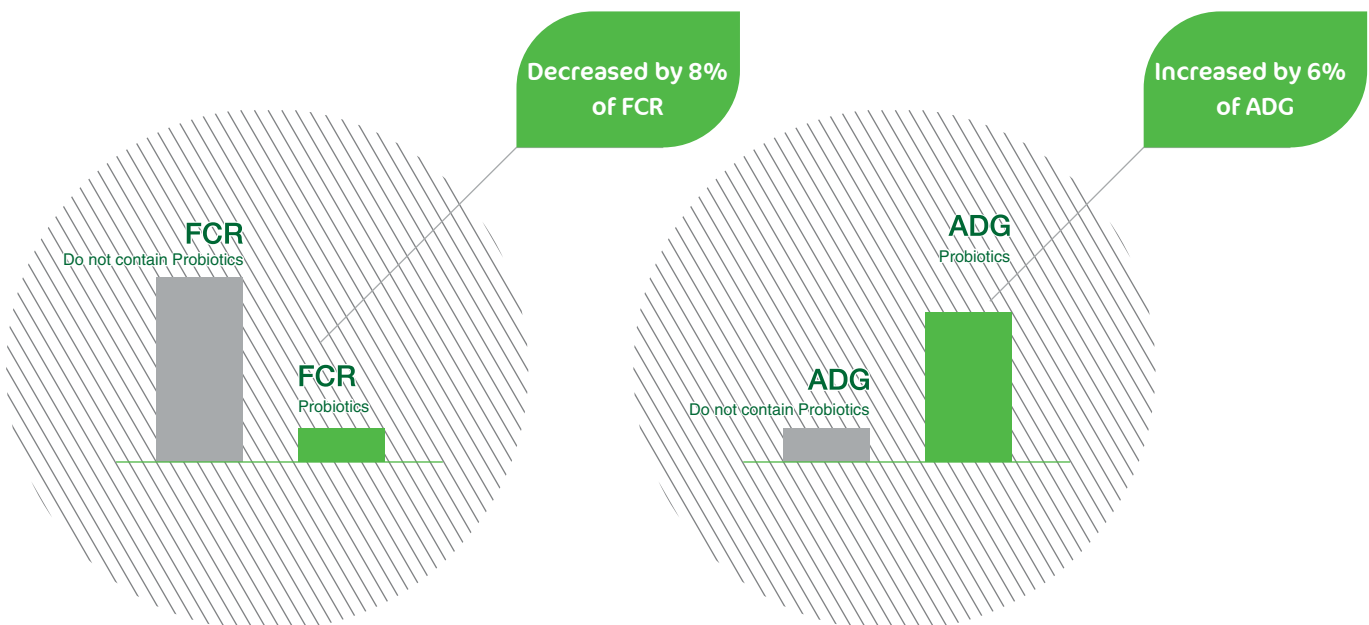 Decreased by 8%
of FCR
FCR
Do not contain Probiotics
FCR
Probiotics
Increased by 6%
of ADG
ADG
Probiotics
ADG
Do not contain Probiotics